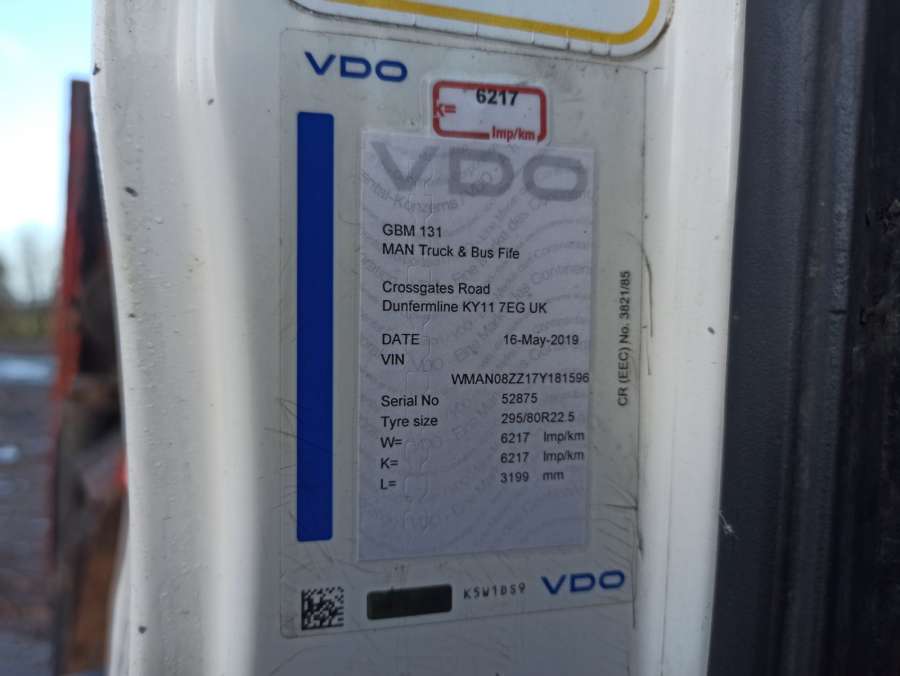 VDO
6217
k=
Imp/km
VDO
GBM 131
MAN Truck & Bus Fife
Crossgates Road
Dunfermline KY11 7EG UK
DATE 16-May-2019
VIN
WMAN08ZZ17Y181596
Serial No 52875
Tyre size 295/80R22.5
W= 6217 Imp/km
K= 6217 Imp/km
L= 3199 mm
CR (EEC) No. 3821/85
K5W1DS9
VDO